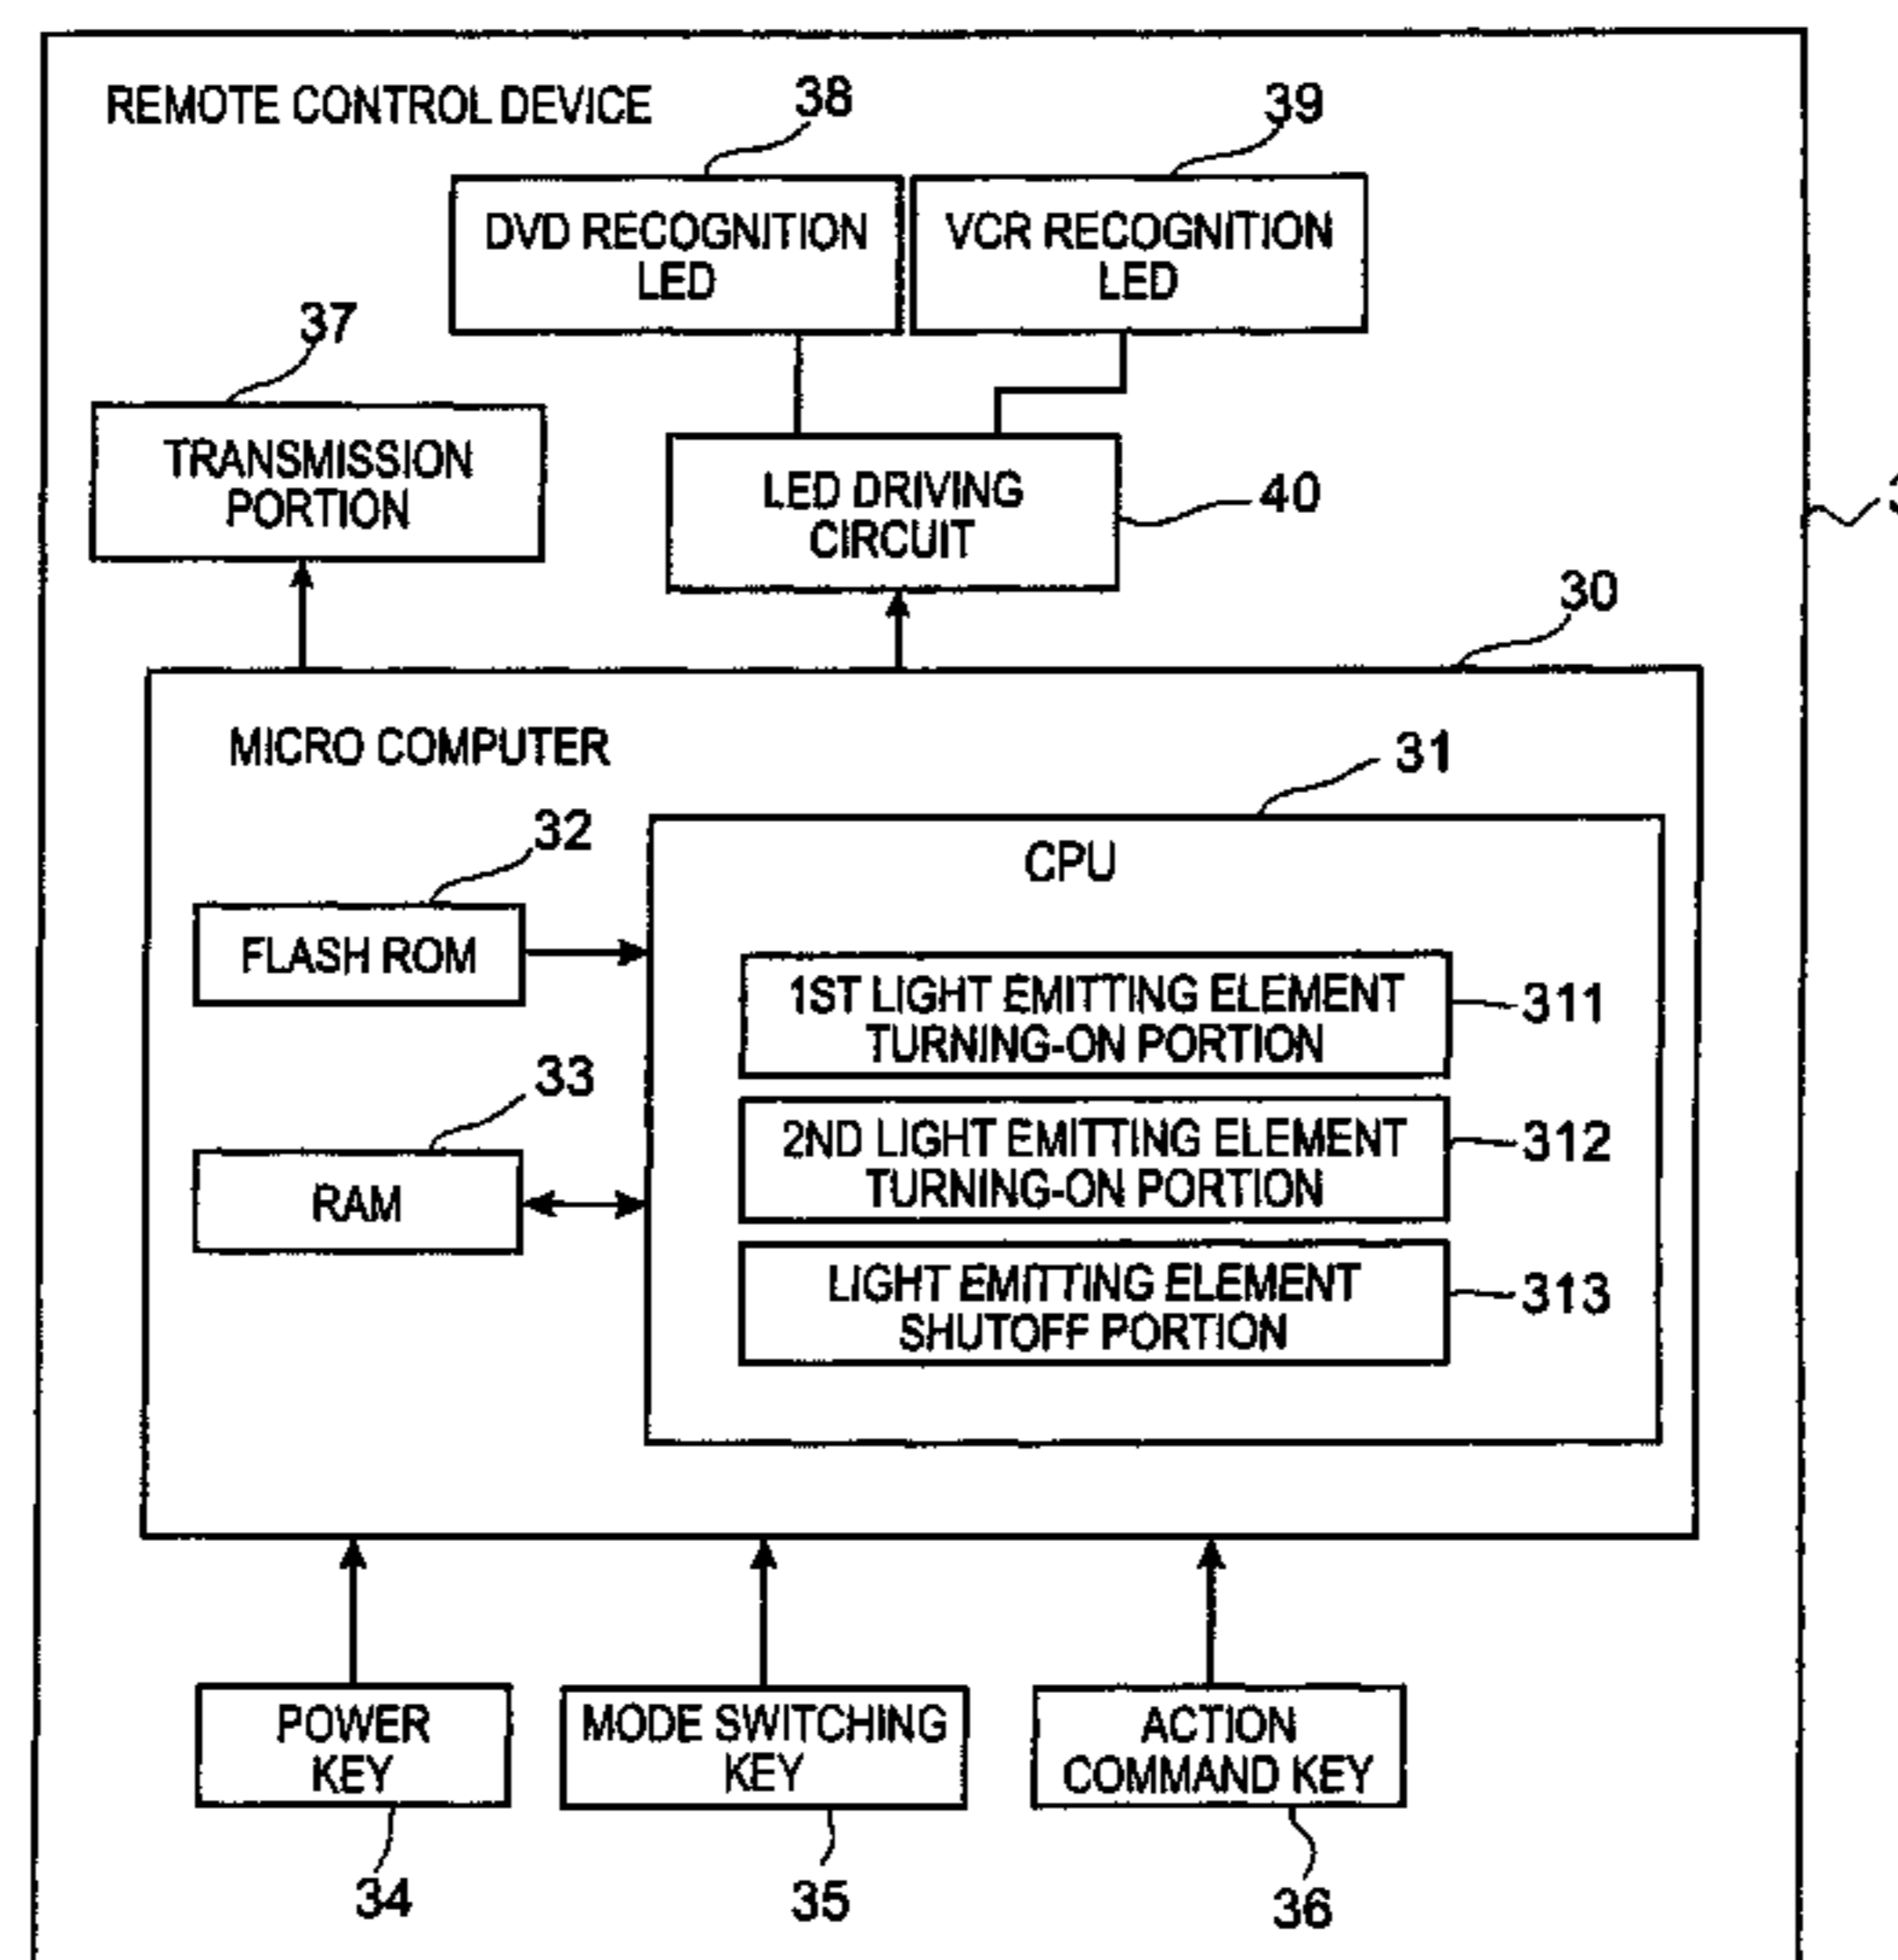 REMOTE CONTROL DEVICE
38
39
DVD RECOGNITION
LED
VCR RECOGNITION
LED
37
TRANSMISSION
PORTION
LED DRIVING
CIRCUIT
40
30
MICRO COMPUTER
31
32
CPU
FLASH ROM
1ST LIGHT EMITTING ELEMENT
TURNING-ON PORTION
311
33
RAM
2ND LIGHT EMITTING ELEMENT
TURNING-ON PORTION
312
LIGHT EMITTING ELEMENT
SHUTOFF PORTION
313
POWER
KEY
MODE SWITCHING
KEY
ACTION
COMMAND KEY
34
35
36